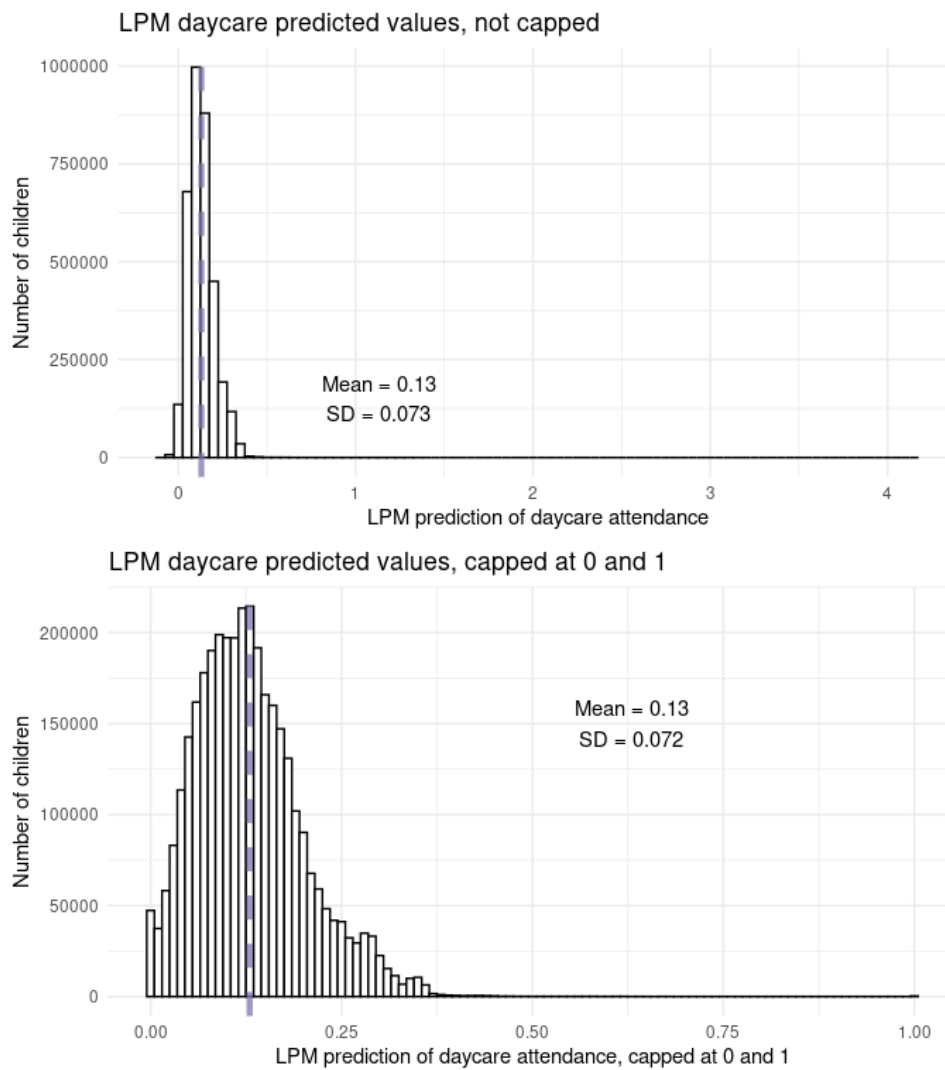 LPM daycare predicted values, not capped
1000000
750000
500000
250000
0
Number of children
Mean = 0.13
SD = 0.073
0 1 2 3 4
LPM prediction of daycare attendance
LPM daycare predicted values, capped at 0 and 1
200000
150000
100000
50000
0
Number of children
Mean = 0.13
SD = 0.072
0.00 0.25 0.50 0.75 1.00
LPM prediction of daycare attendance, capped at 0 and 1